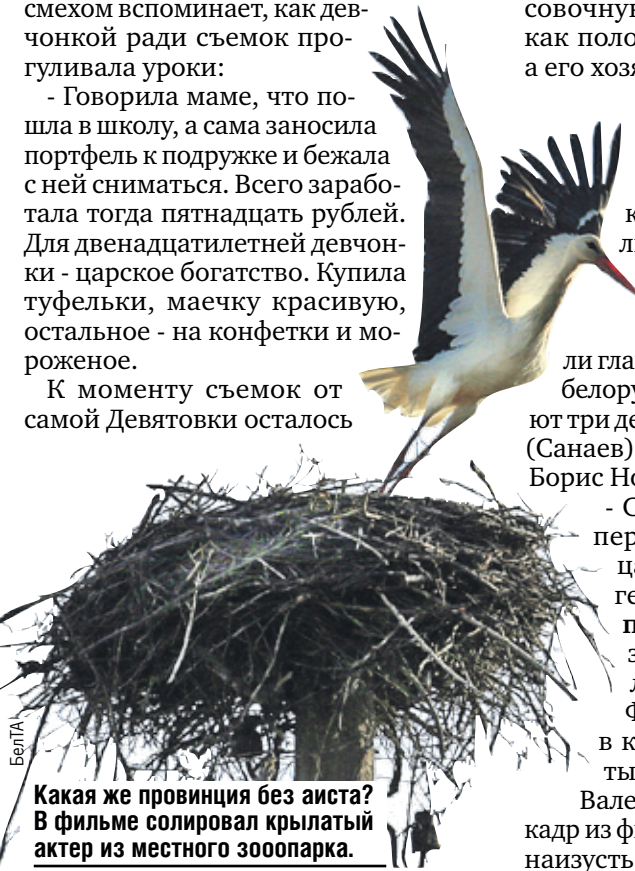 смехом вспоминает, как дев-
чонкой ради съемок про-
гуливала уроки:
- Говорила маме, что по-
шла в школу, а сама заносила
портфель к подружке и бежала
с ней сниматься. Всего зарабо-
тала тогда пятнадцать рублей.
Для двенадцатилетней девчон-
ки - царское богатство. Купила
туфельки, маечку красивую,
остальное - на конфетки и мо-
роженое.
К моменту съемок от
самой Девятовки осталось
БелТА
Какая же провинция без аиста?
В фильме солировал крылатый
актер из местного зооопарка.
совочную
как поло
а его хозя
к
ли гла
белору
ют три де
(Санаев)
Борис Но
- С
пер
ца
ге
п
з
л
Ф
в к
ты
Вале
кадр из фи
наизусть